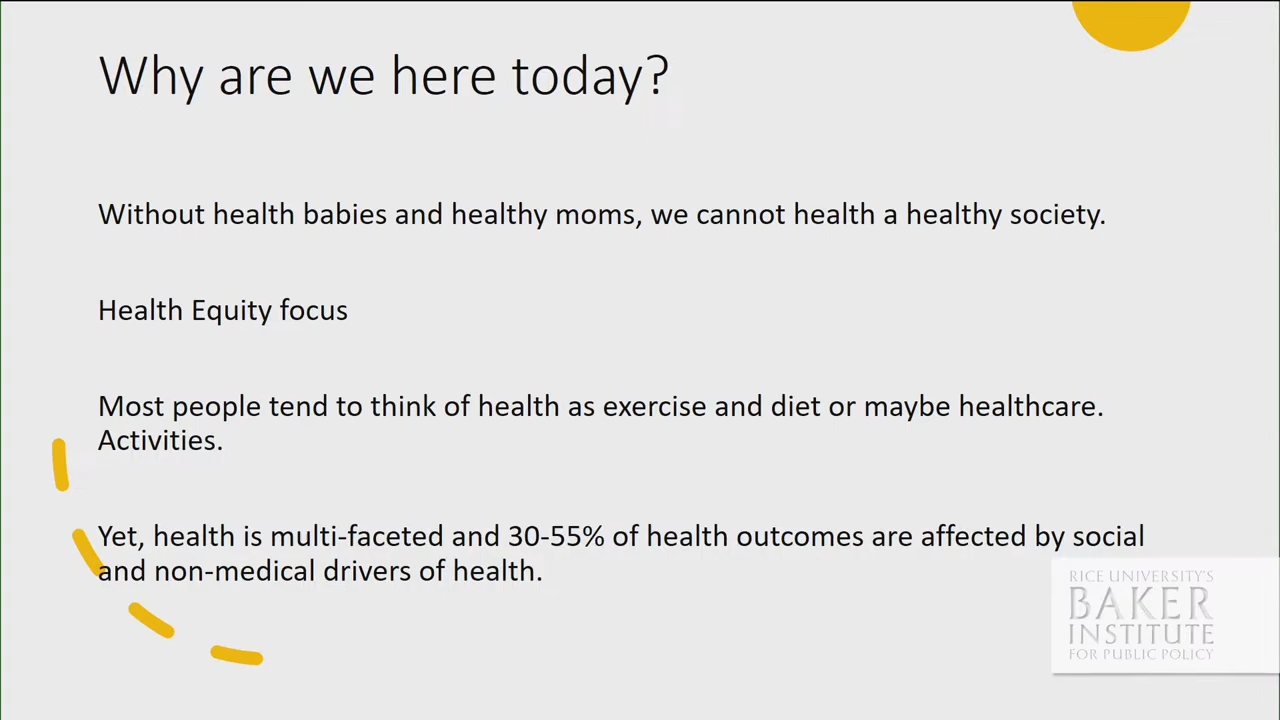 Why are we here today?
Without health babies and healthy moms, we cannot health a healthy society.
Health Equity focus
Most people tend to think of health as exercise and diet or maybe healthcare.
Activities.
Yet, health is multi-faceted and 30-55% of health outcomes are affected by social
and non-medical drivers of health.
RICE UNIVERSITY'S
BAKER
INSTITUTE
FOR PUBLIC POLICY